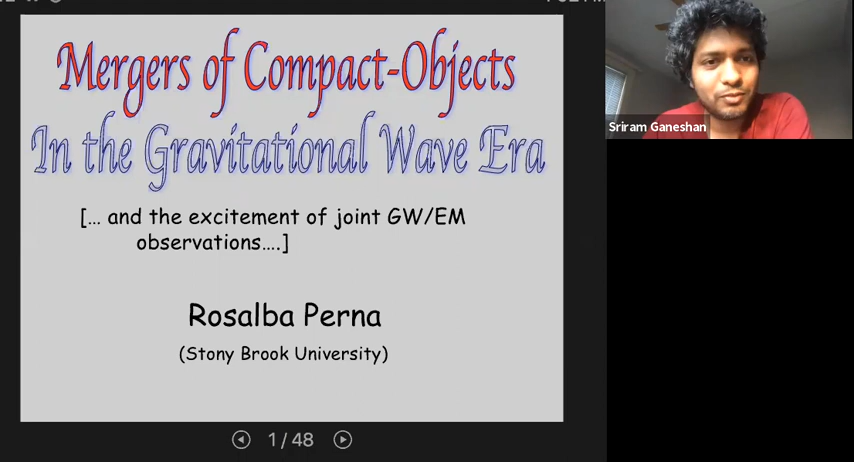 Mergers of Compact-Objects
In the Gravitational Wave Era
[... and the excitement of joint GW/EM
observations....]
Rosalba Perna
(Stony Brook University)
1 / 48
Sriram Ganeshan